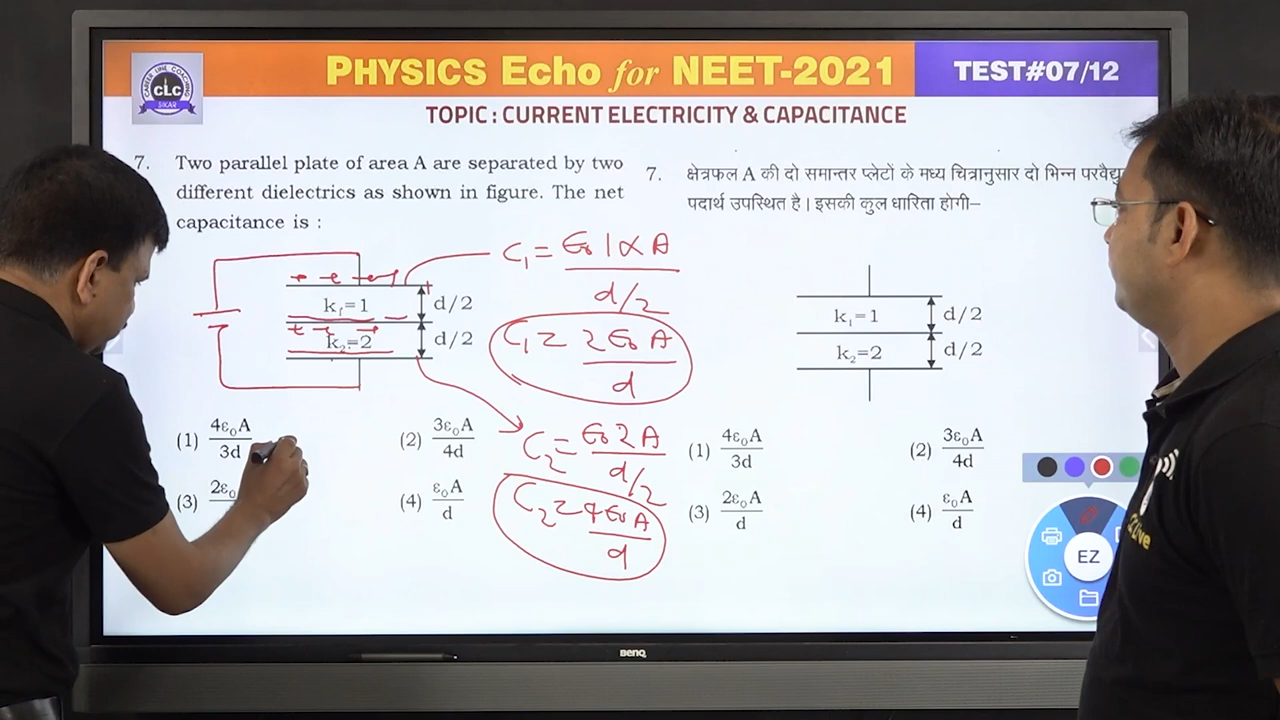 PHYSICS Echo for NEET-2021
TEST#07/12
CAREER LINE COACHING
CLC
SIKAR
TOPIC : CURRENT ELECTRICITY & CAPACITANCE
7. Two parallel plate of area A are separated by two
different dielectrics as shown in figure. The net
capacitance is :
k₁=1
d/2
k₂=2
d/2
(1) 4ε₀A/3d
(2) 3ε₀A/4d
(3) 2ε₀
(4) ε₀A/d
C₁ = ε₀ 1 × A / d/2
C₁ = 2ε₀A/d
C₂ = ε₀ 2 A / d/2
C₂ = 4ε₀A/d
7. क्षेत्रफल A की दो समान्तर प्लेटों के मध्य चित्रानुसार दो भिन्न
पदार्थ उपस्थित है। इसकी कुल धारिता होगी–
k₁=1
d/2
k₂=2
d/2
(1) 4ε₀A/3d
(2) 3ε₀A/4d
(3) 2ε₀A/d
(4) ε₀A/d
EZ
BenQ